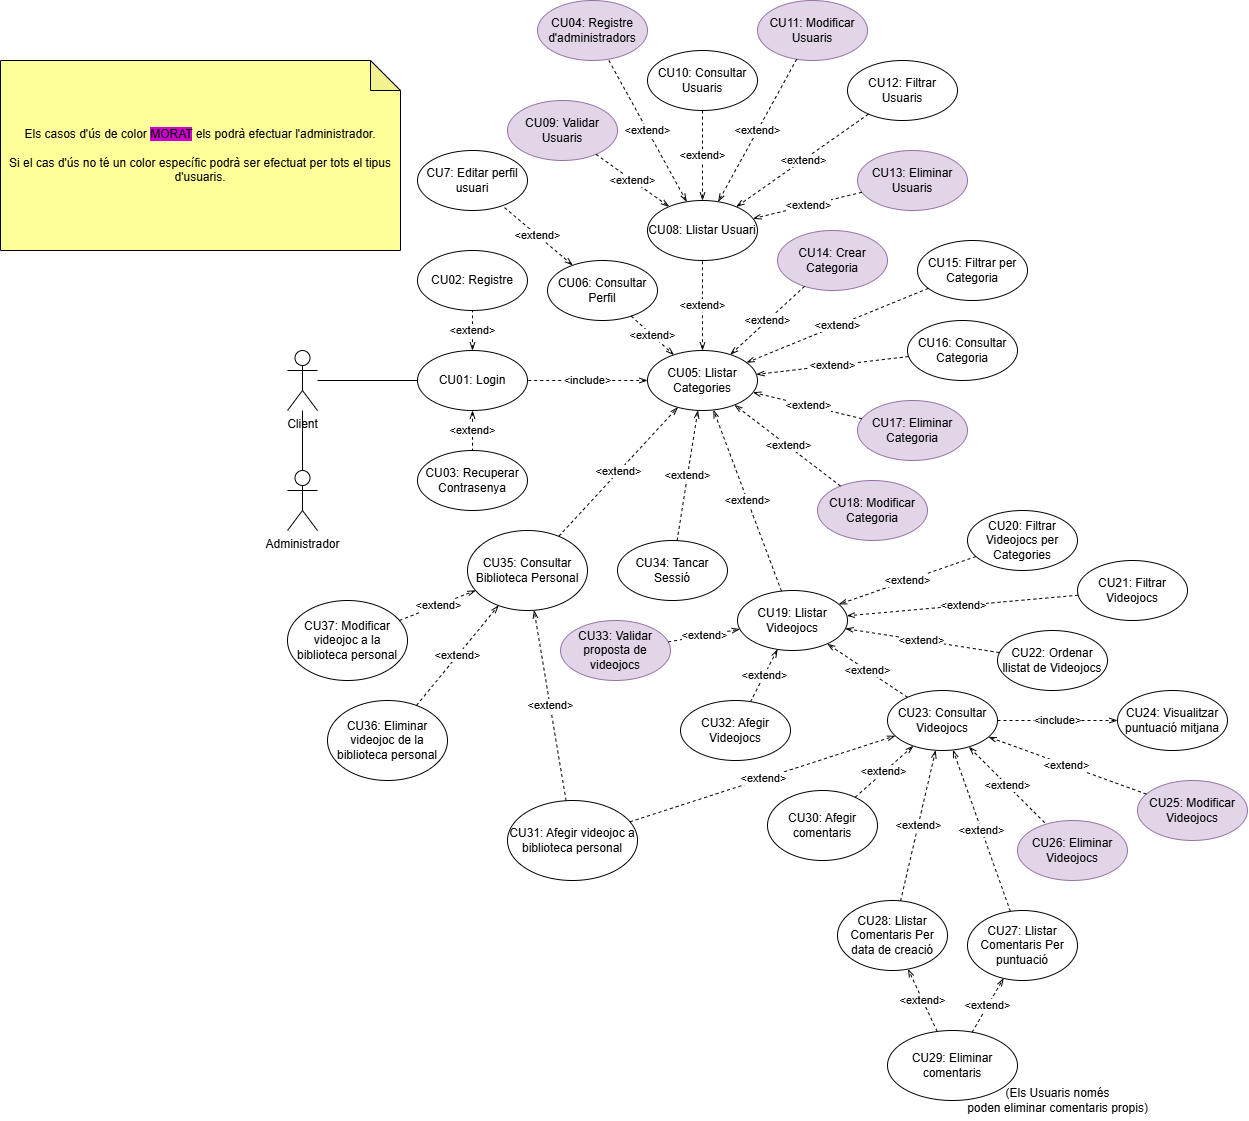 CU04: Registre
d'administradors
CU11: Modificar
Usuaris
CU10: Consultar
Usuaris
CU12: Filtrar
Usuaris
Els casos d'ús de color MORAT els podrà efectuar l'administrador.
Si el cas d'ús no té un color específic podrà ser efectuat per tots el tipus
d'usuaris.
CU09: Validar
Usuaris
<extend>
<extend>
<extend>
CU7: Editar perfil
usuari
<extend>
<extend>
CU13: Eliminar
Usuaris
<extend>
CU08: Llistar Usuari
<extend>
CU14: Crear
Categoria
CU15: Filtrar per
Categoria
CU02: Registre
CU06: Consultar
Perfil
<extend>
<extend>
<extend>
<extend>
<extend>
CU16: Consultar
Categoria
<extend>
CU01: Login
<include>
CU05: Llistar
Categories
<extend>
Client
<extend>
CU17: Eliminar
Categoria
<extend>
CU03: Recuperar
Contrasenya
<extend>
<extend>
<extend>
CU18: Modificar
Categoria
Administrador
CU20: Filtrar
Videojocs per
Categories
CU35: Consultar
Biblioteca Personal
CU34: Tancar
Sessió
<extend>
CU21: Filtrar
Videojocs
CU37: Modificar
videojoc a la
biblioteca personal
<extend>
CU19: Llistar
Videojocs
<extend>
CU33: Validar
proposta de
videojocs
<extend>
<extend>
CU22: Ordenar
llistat de Videojocs
<extend>
<extend>
<extend>
CU36: Eliminar
videojoc de la
biblioteca personal
<extend>
CU32: Afegir
Videojocs
CU23: Consultar
Videojocs
<include>
CU24: Visualitzar
puntuació mitjana
<extend>
<extend>
<extend>
<extend>
CU31: Afegir videojoc a
biblioteca personal
CU30: Afegir
comentaris
<extend>
<extend>
CU25: Modificar
Videojocs
CU26: Eliminar
Videojocs
CU28: Llistar
Comentaris Per
data de creació
CU27: Llistar
Comentaris Per
puntuació
<extend>
<extend>
CU29: Eliminar
comentaris
(Els Usuaris només
poden eliminar comentaris propis)